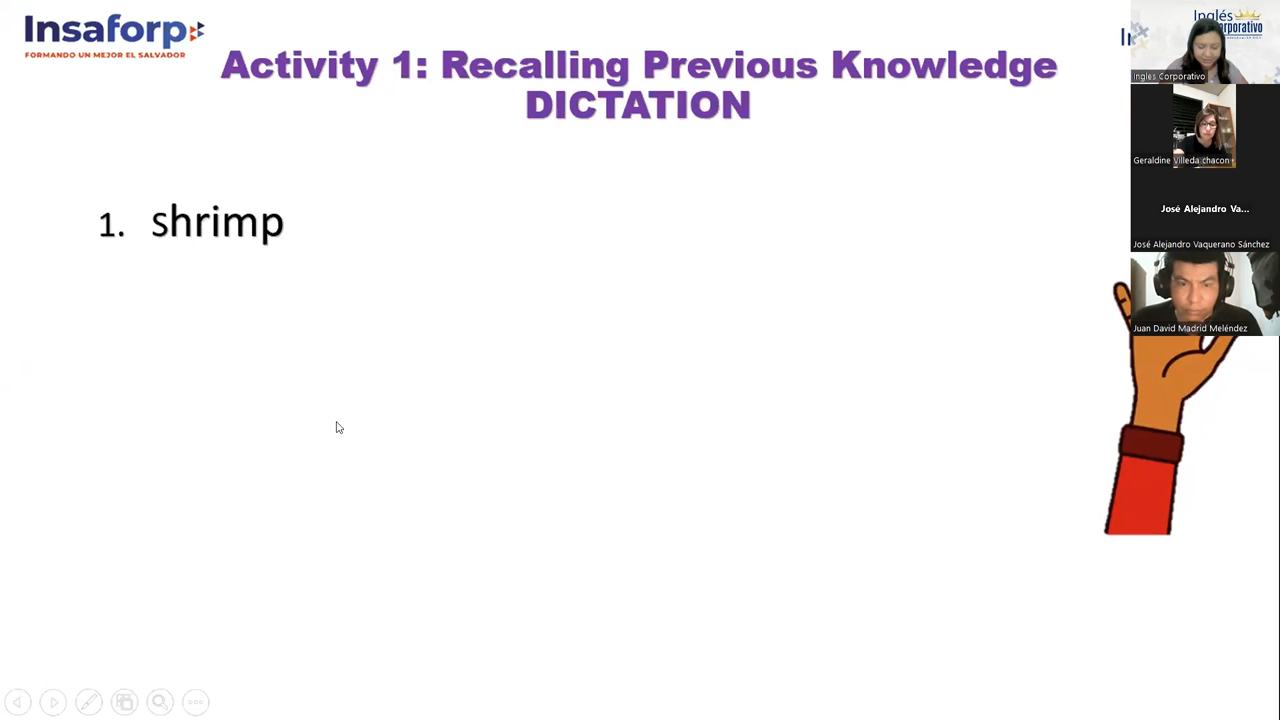 Insaforp
FORMANDO UN MEJOR EL SALVADOR
Activity 1: Recalling Previous Knowledge
DICTATION
1. shrimp
Inglés
Corporativo
Ingles Corporativo
Geraldine Villeda chacon
José Alejandro Va...
José Alejandro Vaquerano Sánchez
Juan David Madrid Meléndez